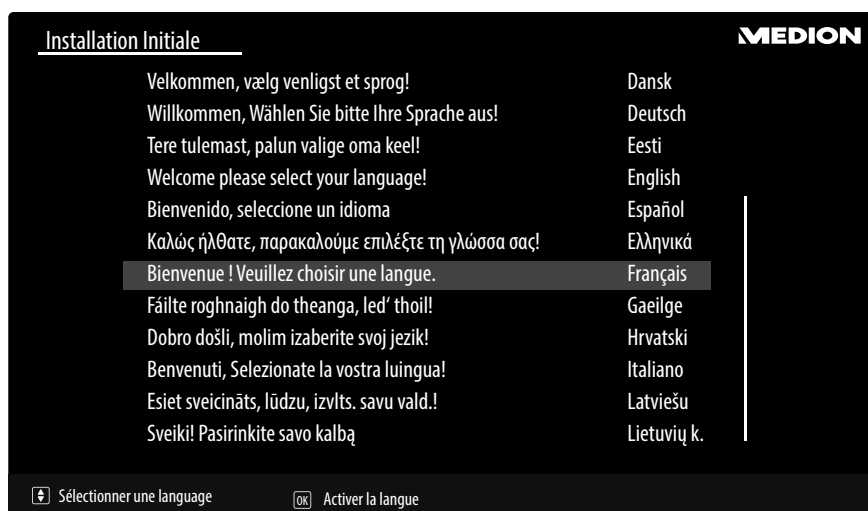 Installation Initiale
MEDION
Velkommen, vælg venligst et sprog! Dansk
Willkommen, Wählen Sie bitte Ihre Sprache aus! Deutsch
Tere tulemast, palun valige oma keel! Eesti
Welcome please select your language! English
Bienvenido, seleccione un idioma Español
Καλώς ήλθατε, παρακαλούμε επιλέξτε τη γλώσσα σας! Ελληνικά
Bienvenue ! Veuillez choisir une langue. Français
Fáilte roghnaigh do theanga, led‘ thoil! Gaeilge
Dobro došli, molim izaberite svoj jezik! Hrvatski
Benvenuti, Selezionate la vostra luingua! Italiano
Esiet sveicināts, lūdzu, izvlts. savu vald.! Latviešu
Sveiki! Pasirinkite savo kalbą Lietuvių k.
Sélectionner une language OK Activer la langue